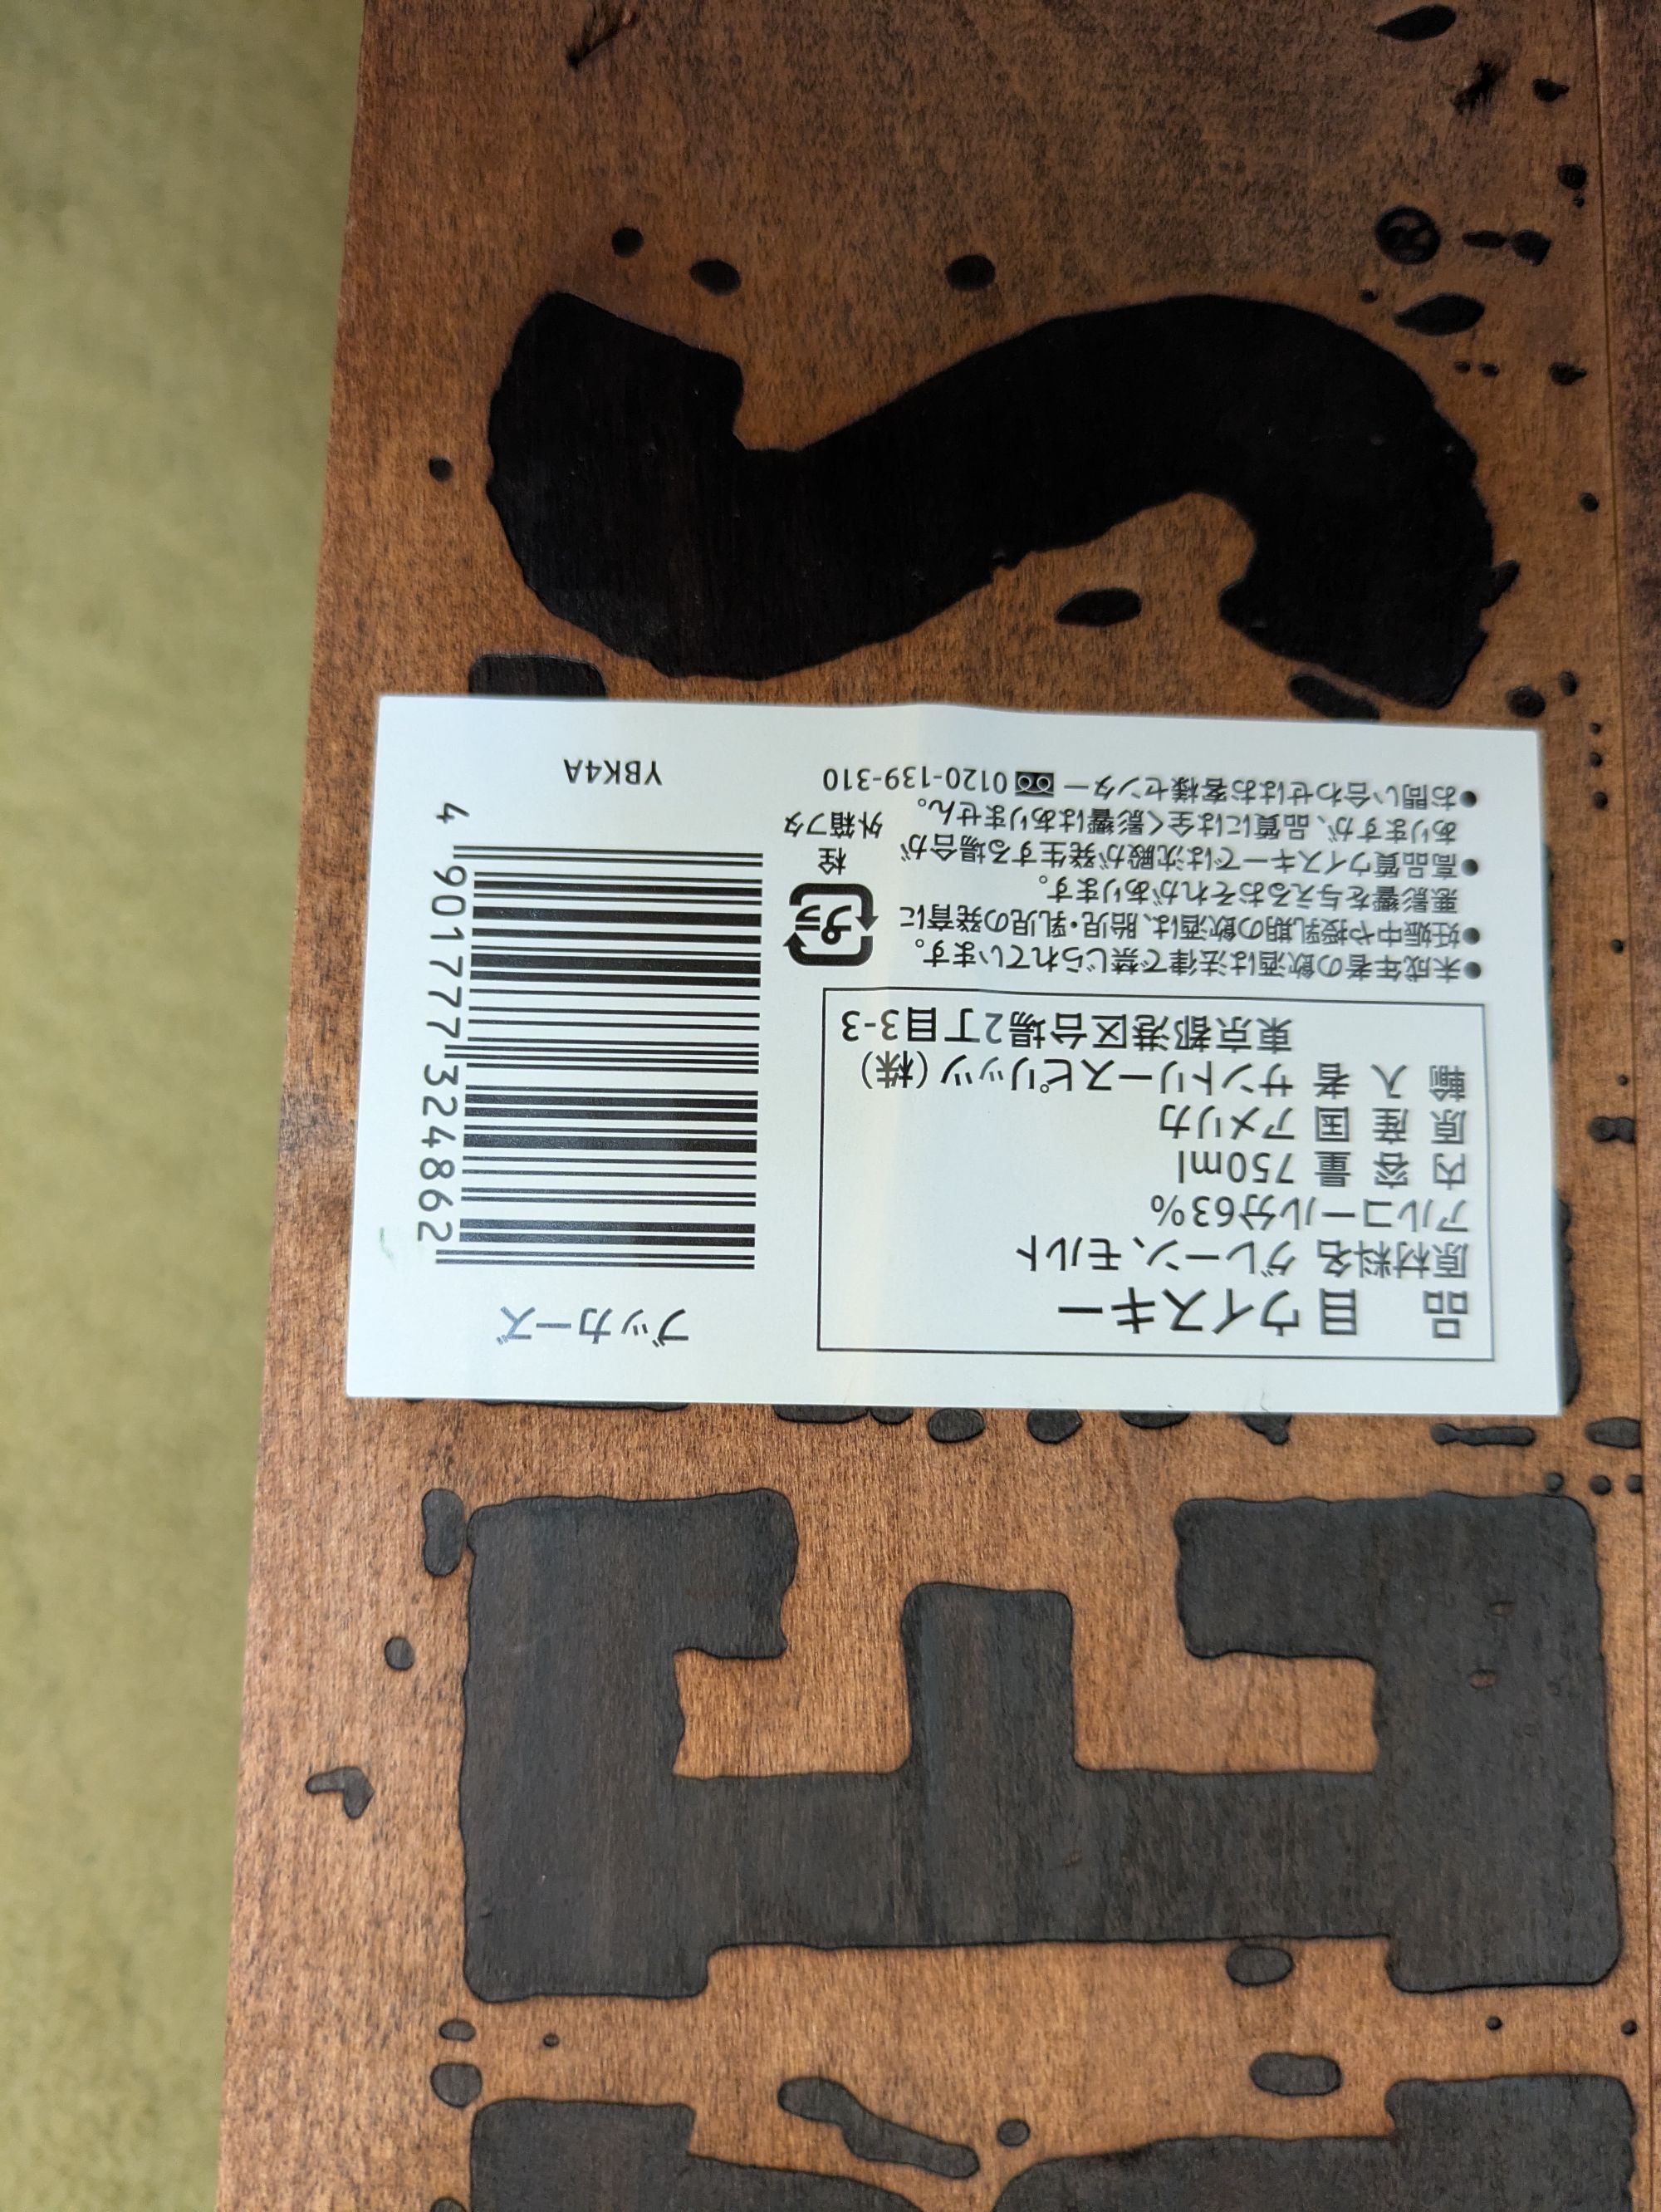 品目 ウイスキー
原材料名 グレーン、モルト
アルコール分63%
内容量 750ml
原産国 アメリカ
輸入者 サントリースピリッツ(株)
東京都港区台場2丁目3-3
●未成年者の飲酒は法律で禁じられています。
●妊娠中や授乳期の飲酒は、胎児・乳児の発育に
悪影響を与えるおそれがあります。
●高品質ウイスキーでは沈殿が発生する場合が
ありますが、品質には全く影響はありません。
●お問い合わせはお客様センター 0120-139-310
プラ
栓
外箱フタ
ブッカーズ
4 901777 324862
YBK4A